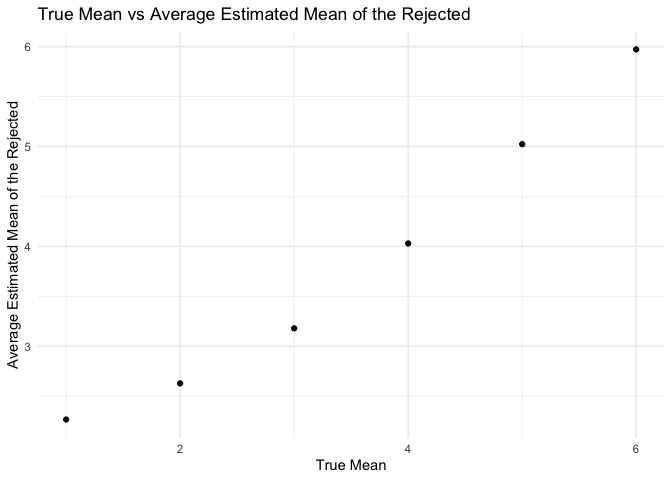 True Mean vs Average Estimated Mean of the Rejected
Average Estimated Mean of the Rejected
6
5
4
3
2
4
6
True Mean